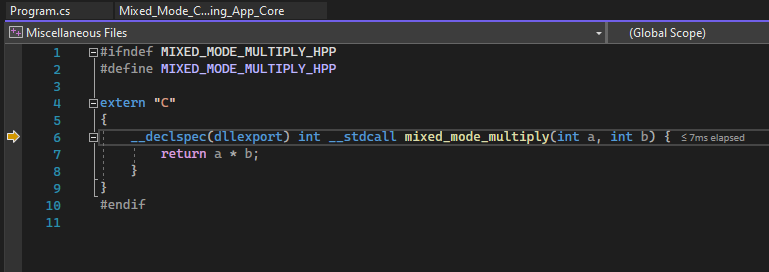 Program.cs Mixed_Mode_C...ing_App_Core
Miscellaneous Files (Global Scope)
1 #ifndef MIXED_MODE_MULTIPLY_HPP
2 #define MIXED_MODE_MULTIPLY_HPP
3
4 extern "C"
5 {
6 __declspec(dllexport) int __stdcall mixed_mode_multiply(int a, int b) { ≤7ms elapsed
7 return a * b;
8 }
9 }
10 #endif
11